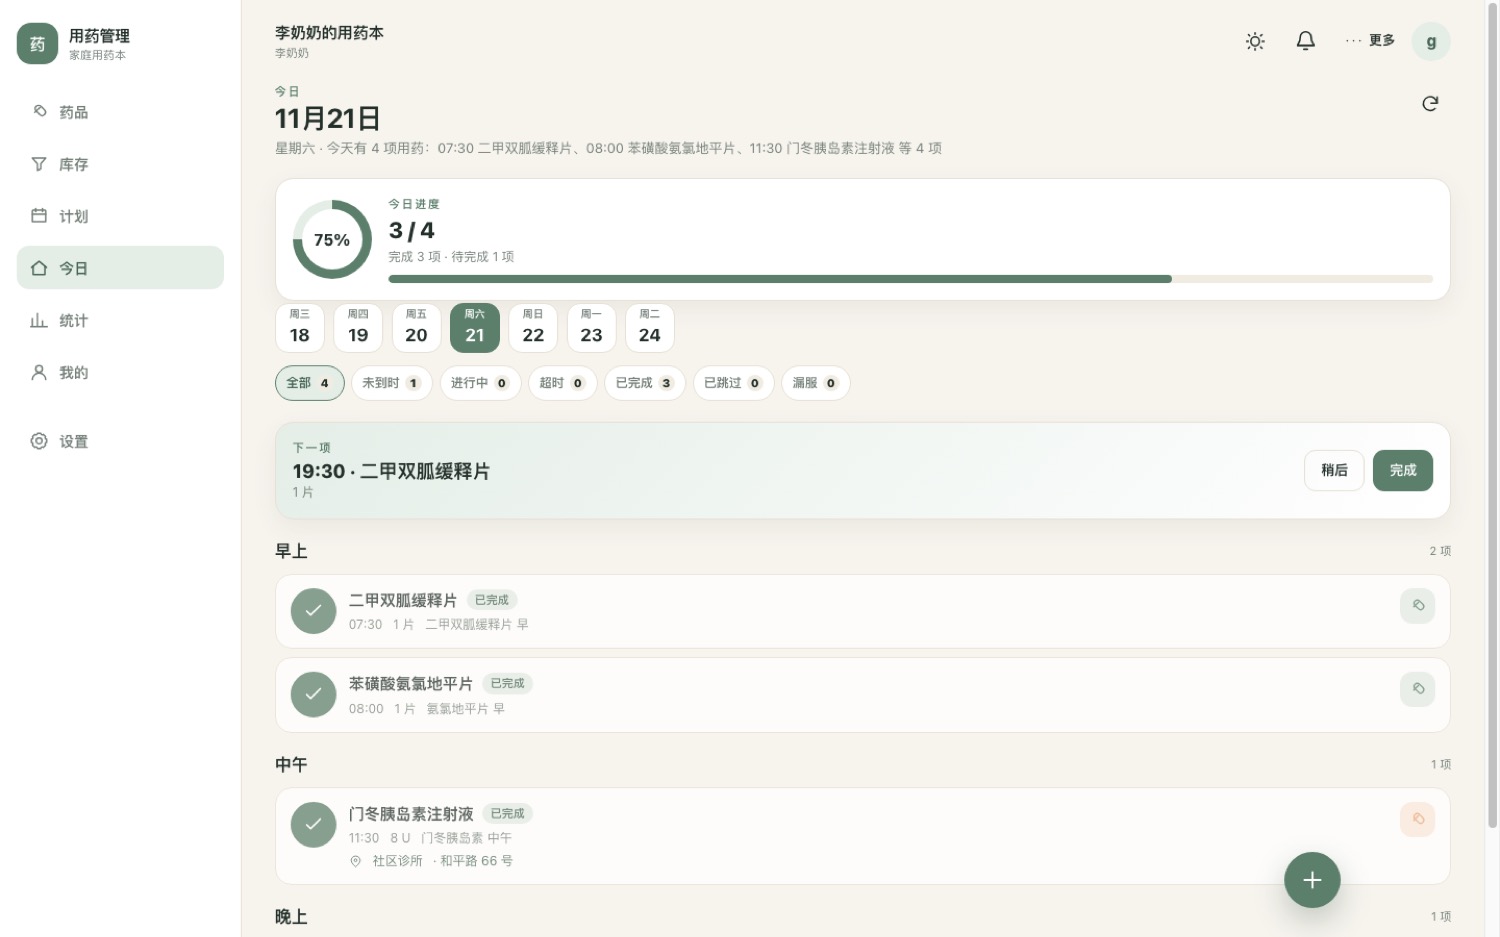 药
用药管理
家庭用药本
药品
库存
计划
今日
统计
我的
设置
李奶奶的用药本
李奶奶
··· 更多
g
今日
11月21日
星期六 · 今天有 4 项用药：07:30 二甲双胍缓释片、08:00 苯磺酸氨氯地平片、11:30 门冬胰岛素注射液 等 4 项
75%
今日进度
3 / 4
完成 3 项 · 待完成 1 项
周三 周四 周五 周六 周日 周一 周二
18 19 20 21 22 23 24
全部 4 未到时 1 进行中 0 超时 0 已完成 3 已跳过 0 漏服 0
下一项
19:30 · 二甲双胍缓释片
1 片
稍后 完成
早上 2 项
二甲双胍缓释片 已完成
07:30 1 片 二甲双胍缓释片 早
苯磺酸氨氯地平片 已完成
08:00 1 片 氨氯地平片 早
中午 1 项
门冬胰岛素注射液 已完成
11:30 8 U 门冬胰岛素 中午
社区诊所 · 和平路 66 号
晚上 1 项